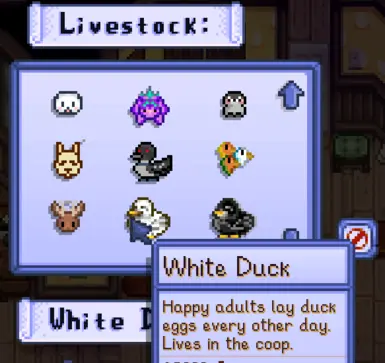 Livestock:
White Duck
Happy adults lay duck
eggs every other day.
Lives in the coop.
White D